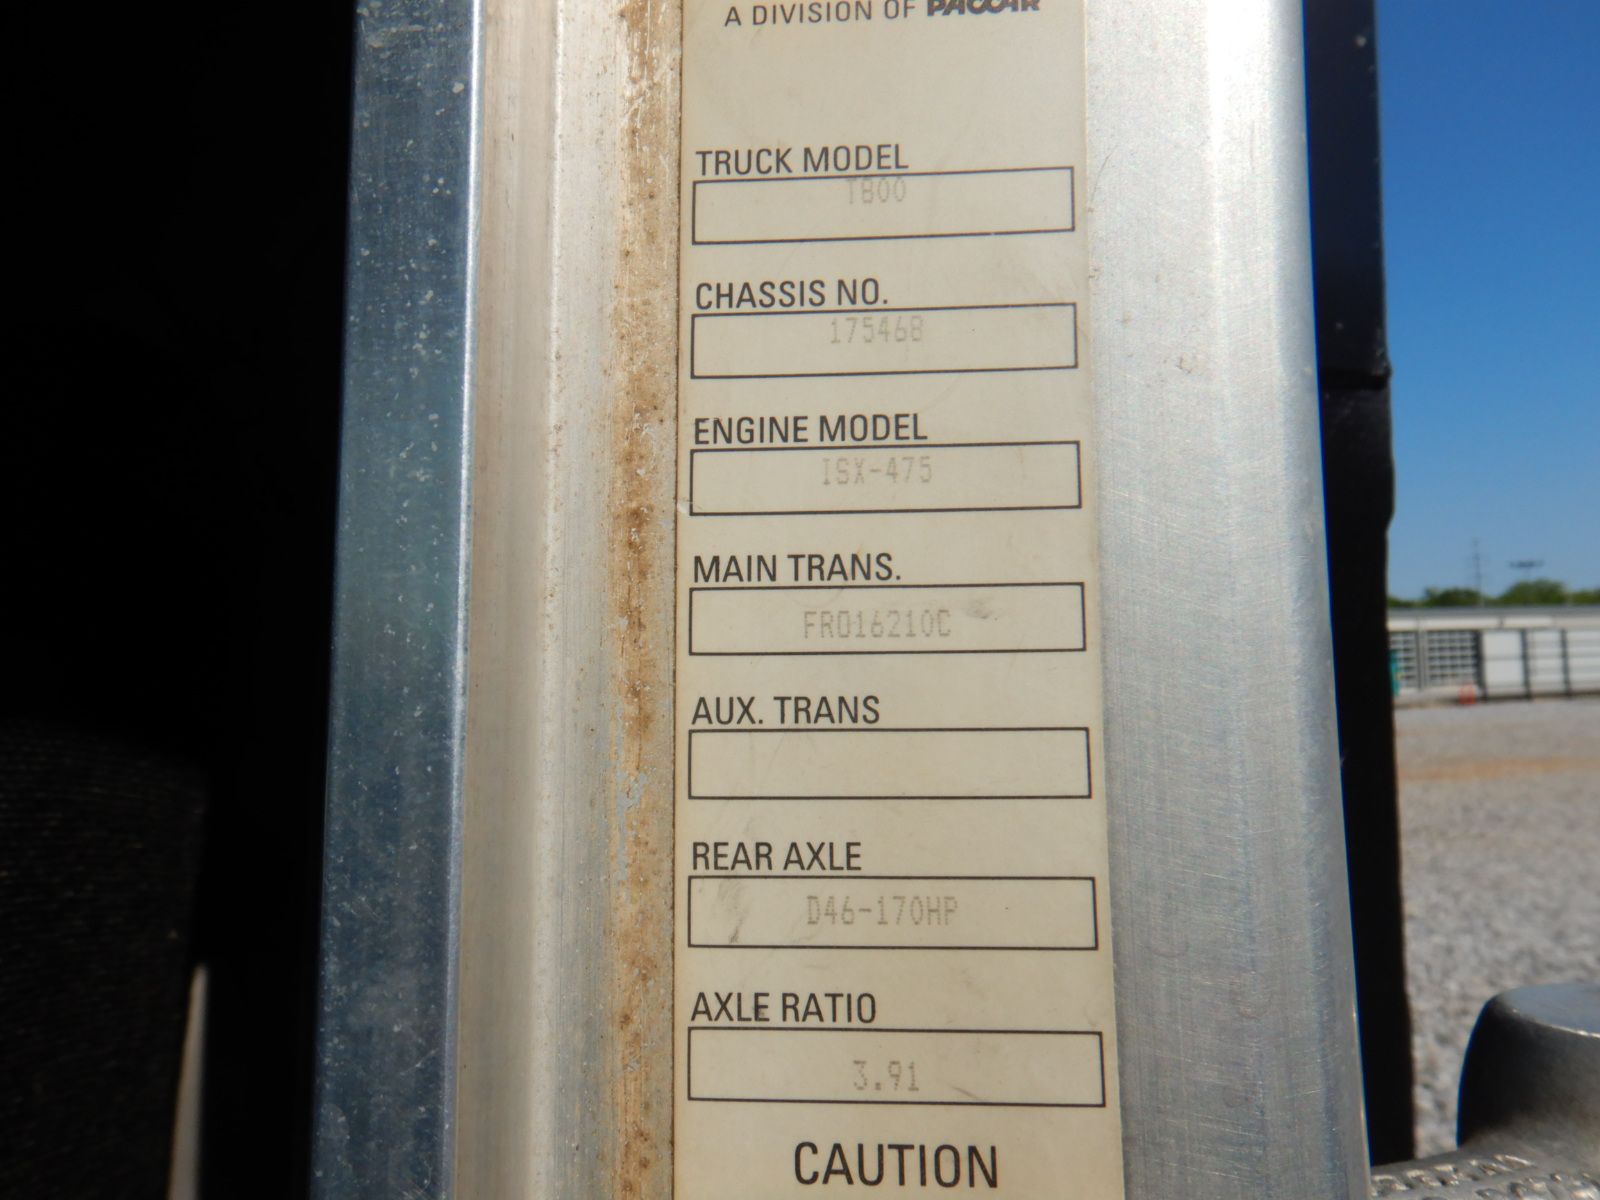 A DIVISION OF PACCAR
TRUCK MODEL
T800
CHASSIS NO.
175468
ENGINE MODEL
ISX-475
MAIN TRANS.
FRO16210C
AUX. TRANS
REAR AXLE
D46-170HP
AXLE RATIO
3.91
CAUTION